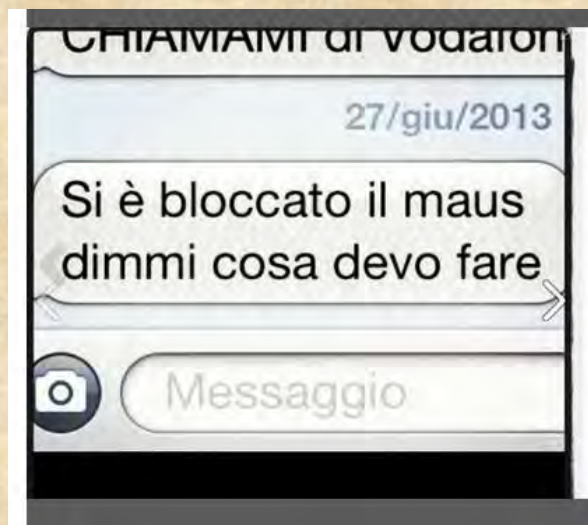 CHIAMAMI di Vodafon
27/giu/2013
Si è bloccato il maus
dimmi cosa devo fare
Messaggio